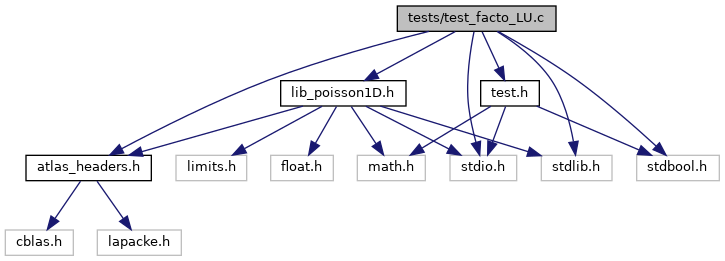 tests/test_facto_LU.c
lib_poisson1D.h
test.h
atlas_headers.h
limits.h
float.h
math.h
stdio.h
stdlib.h
stdbool.h
cblas.h
lapacke.h